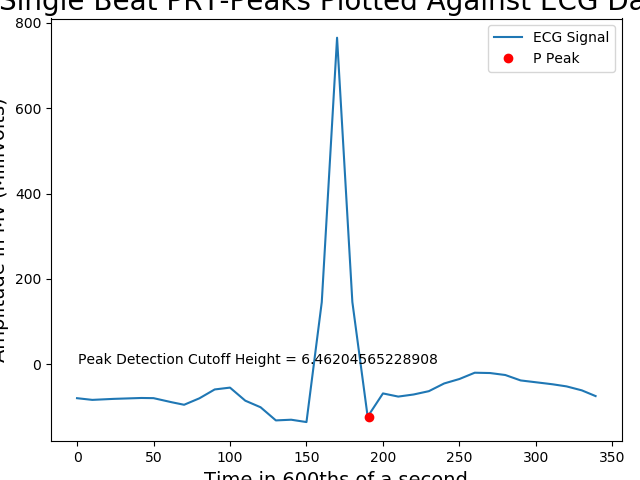 Single Beat PRT-Peaks Plotted Against ECG Da
800
600
400
200
0
Amplitude in MV (Millivolts)
ECG Signal
P Peak
Peak Detection Cutoff Height = 6.46204565228908
0 50 100 150 200 250 300 350
Time in 600ths of a second